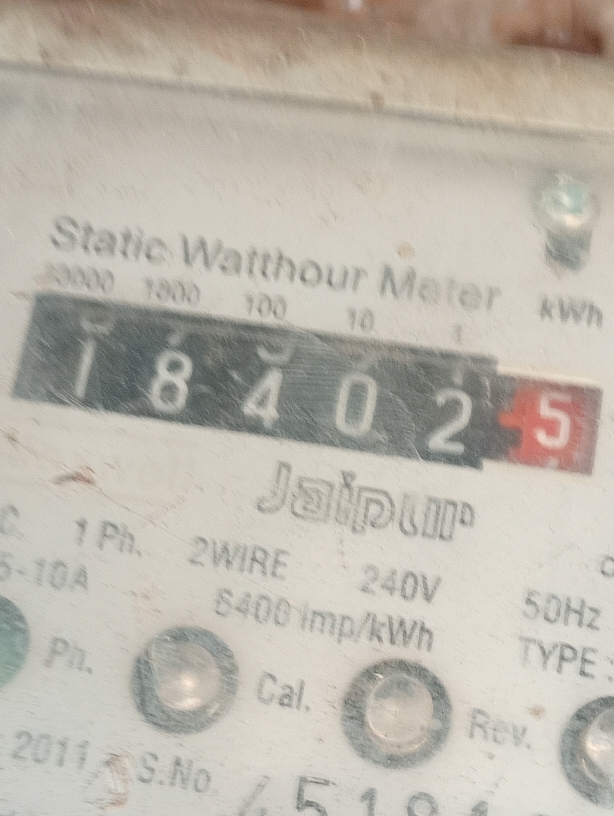 Static Watthour Meter
10000 1000 100 10 1 kWh
1 8 4 0 2 5
Jaipur
1 Ph. 2WIRE 240V 50Hz
5-10A 6400 imp/kWh TYPE :
Ph. Cal. Rev.
2011 S.No